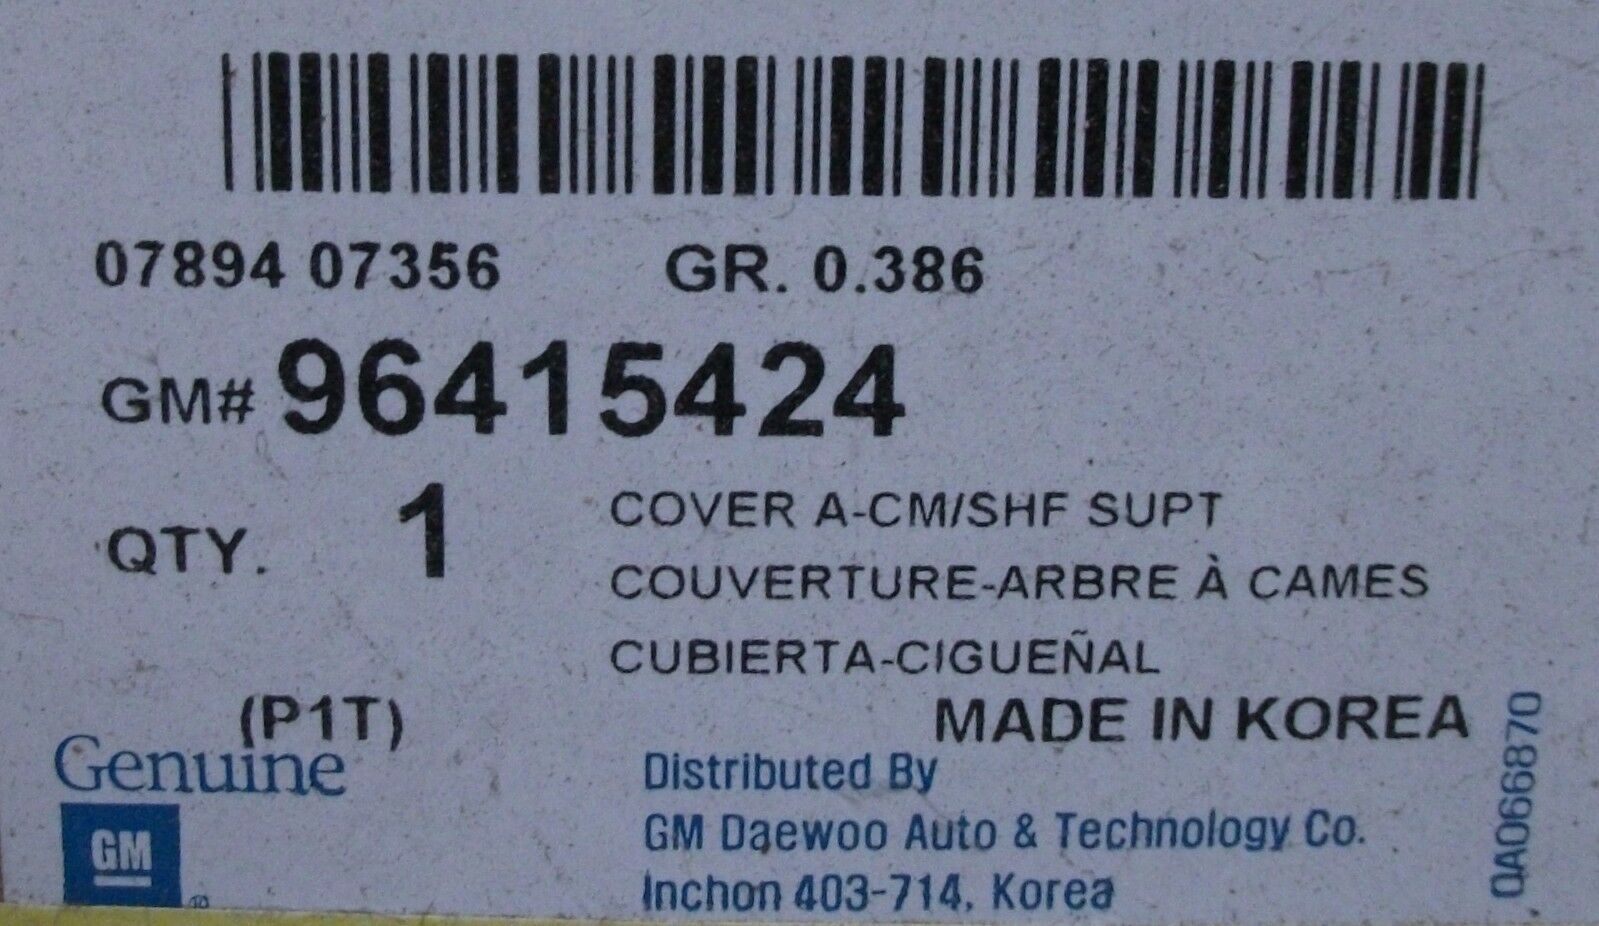 07894 07356 GR. 0.386
GM# 96415424
QTY. 1
COVER A-CM/SHF SUPT
COUVERTURE-ARBRE À CAMES
CUBIERTA-CIGUEÑAL
(P1T)
MADE IN KOREA
Genuine
GM
Distributed By
GM Daewoo Auto & Technology Co.
Inchon 403-714, Korea
QA066870